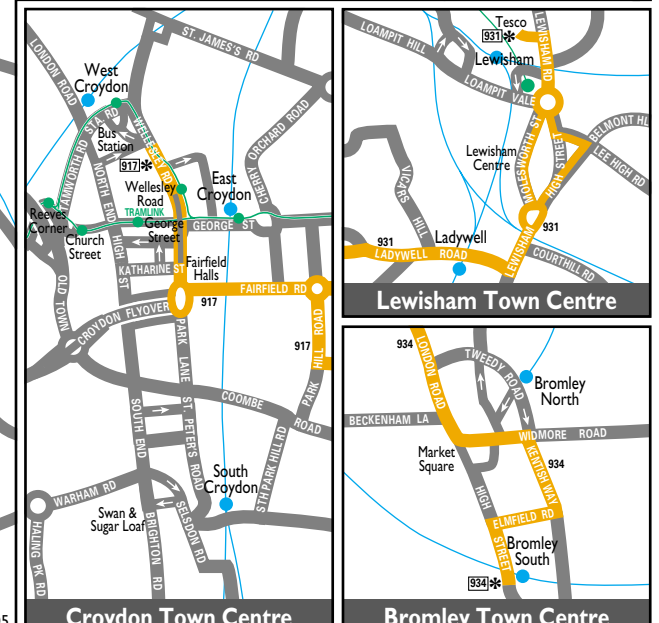 LONDON ROAD
ST. JAMES'S RD
West
Croydon
STA. RD
TAMWORTH RD
Bus
Station
WELLESLEY RD
917
NORTH END
Wellesley
Road
TRAMLINK
East
Croydon
CHERRY ORCHARD ROAD
Reeves
Corner
Church
Street
George
Street
GEORGE ST
HIGH ST
KATHARINE ST
Fairfield
Halls
OLD TOWN
FAIRFIELD RD
917
CROYDON FLYOVER
PARK LANE
917
PARK HILL ROAD
COOMBE ROAD
SOUTH END
ST. PETER'S ROAD
STH PARK HILL RD
South
Croydon
WARHAM RD
Swan &
Sugar Loaf
SELSDON RD
BRIGHTON RD
HALING PK RD
Croydon Town Centre
Tesco
931
LOAMPIT HILL
Lewisham
LEWISHAM RD
LOAMPIT VALE
BELMONT HL
LEE HIGH RD
Lewisham
Centre
MOLESWORTH ST
LEWISHAM HIGH STREET
VICARS HILL
931
931
Ladywell
LADYWELL ROAD
COURTHILL RD
Lewisham Town Centre
934
LONDON ROAD
TWEEDY ROAD
Bromley
North
BECKENHAM LA
WIDMORE ROAD
Market
Square
934
KENTISH WAY
HIGH STREET
ELMFIELD RD
Bromley
South
934
Bromley Town Centre